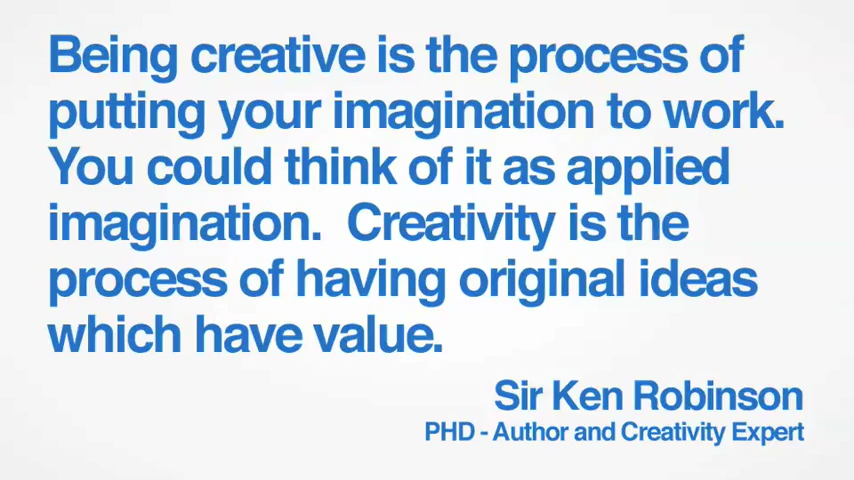 Being creative is the process of
putting your imagination to work.
You could think of it as applied
imagination.  Creativity is the
process of having original ideas
which have value.
Sir Ken Robinson
PHD - Author and Creativity Expert